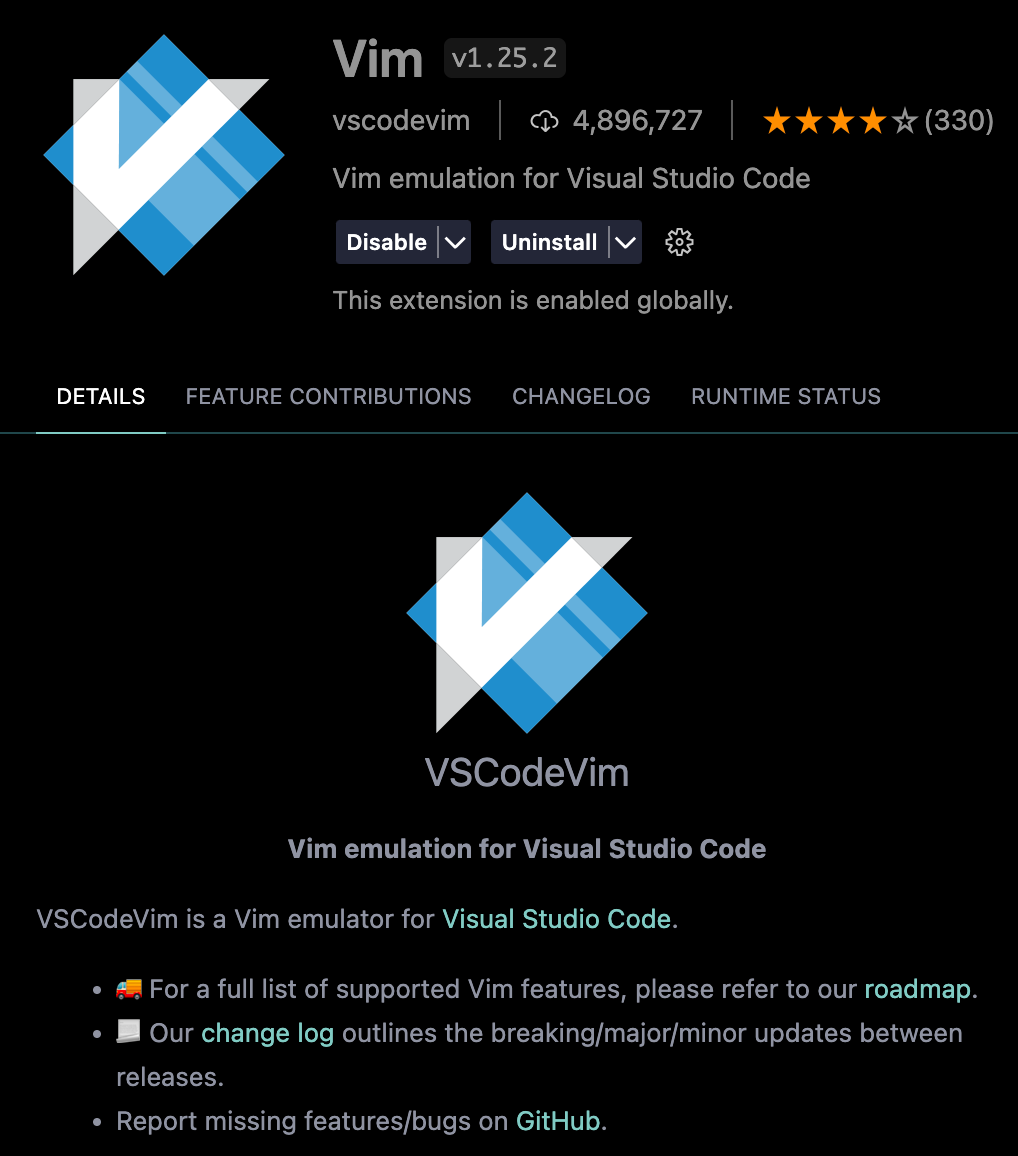 Vim v1.25.2
vscodevim 4,896,727 ★★★★☆(330)
Vim emulation for Visual Studio Code
Disable Uninstall
This extension is enabled globally.
DETAILS FEATURE CONTRIBUTIONS CHANGELOG RUNTIME STATUS
VSCodeVim
Vim emulation for Visual Studio Code
VSCodeVim is a Vim emulator for Visual Studio Code.
• 🚚 For a full list of supported Vim features, please refer to our roadmap.
• 📃 Our change log outlines the breaking/major/minor updates between
releases.
• Report missing features/bugs on GitHub.